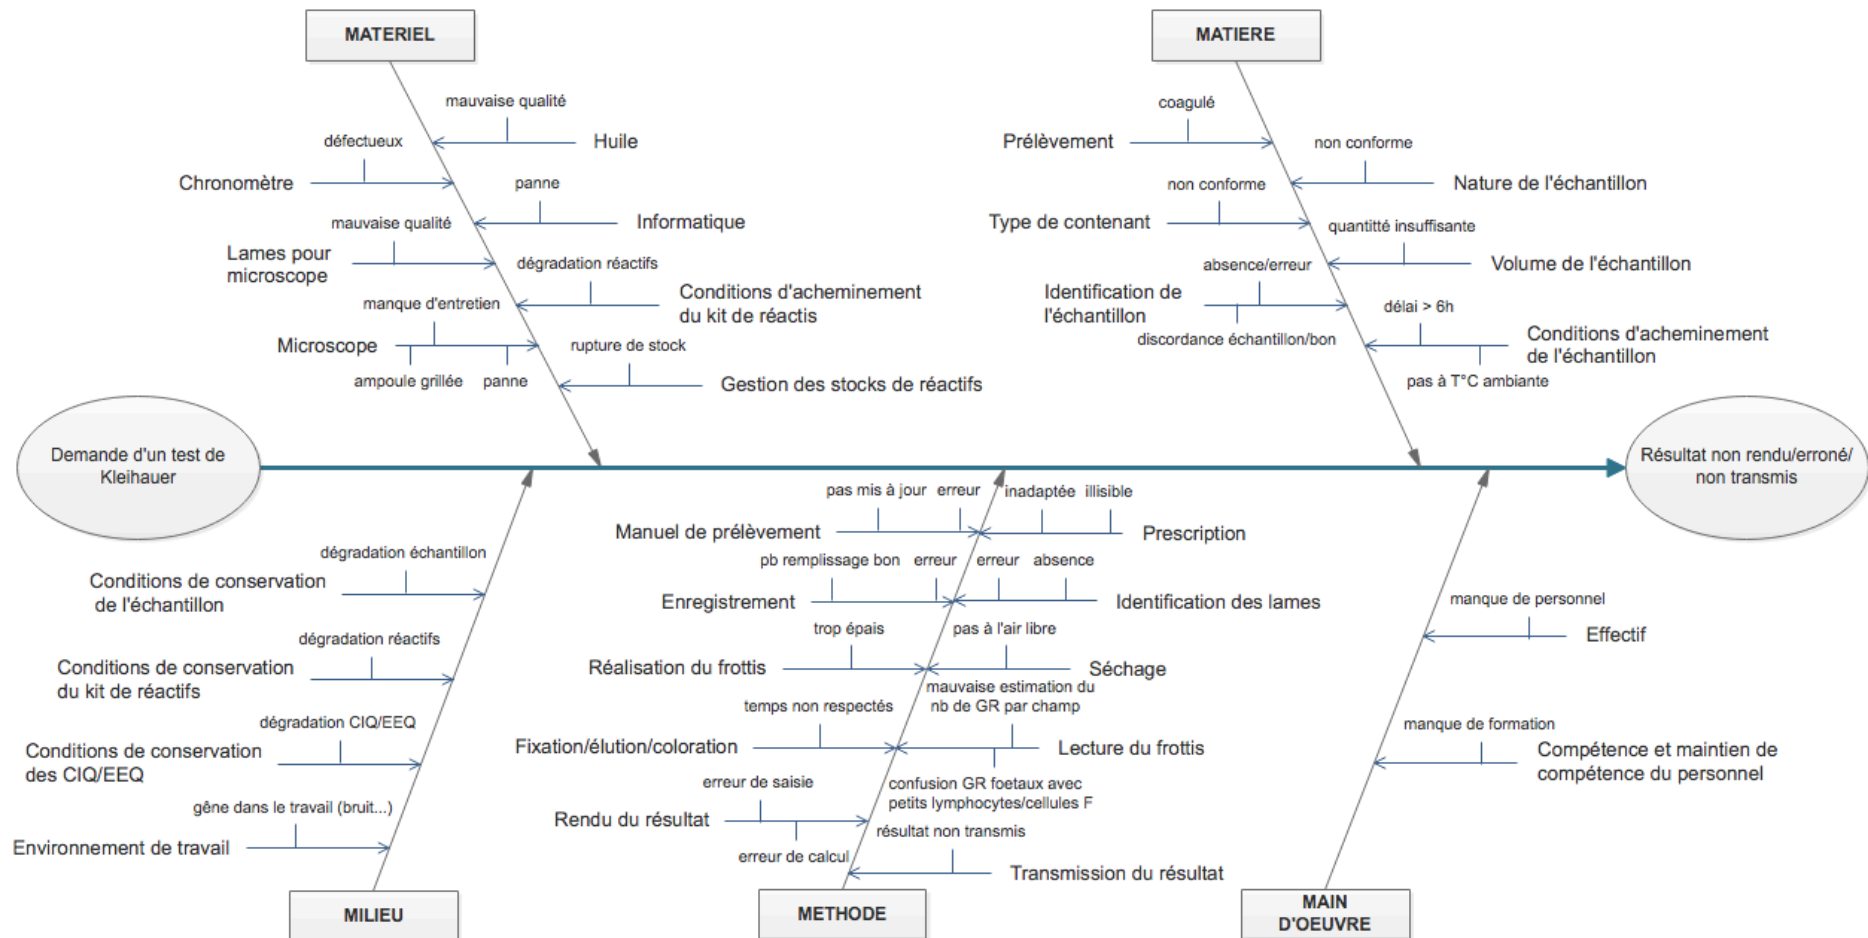 MATERIEL
MATIERE
mauvaise qualité
Huile
défectueux
Chronomètre
panne
Informatique
mauvaise qualité
Lames pour
microscope
dégradation réactifs
Conditions d'acheminement
du kit de réactis
manque d'entretien
Microscope
ampoule grillée
panne
rupture de stock
Gestion des stocks de réactifs
coagulé
Prélèvement
non conforme
Nature de l'échantillon
non conforme
Type de contenant
quantitté insuffisante
Volume de l'échantillon
absence/erreur
Identification de
l'échantillon
discordance échantillon/bon
délai > 6h
Conditions d'acheminement
de l'échantillon
pas à T°C ambiante
Demande d'un test de
Kleihauer
Résultat non rendu/erroné/
non transmis
dégradation échantillon
Conditions de conservation
de l'échantillon
dégradation réactifs
Conditions de conservation
du kit de réactifs
dégradation CIQ/EEQ
Conditions de conservation
des CIQ/EEQ
gêne dans le travail (bruit...)
Environnement de travail
pas mis à jour erreur
Manuel de prélèvement
inadaptée illisible
Prescription
pb remplissage bon erreur
Enregistrement
erreur absence
Identification des lames
trop épais
Réalisation du frottis
pas à l'air libre
Séchage
temps non respectés
Fixation/élution/coloration
mauvaise estimation du
nb de GR par champ
Lecture du frottis
confusion GR foetaux avec
petits lymphocytes/cellules F
erreur de saisie
Rendu du résultat
erreur de calcul
résultat non transmis
Transmission du résultat
manque de personnel
Effectif
manque de formation
Compétence et maintien de
compétence du personnel
MILIEU
METHODE
MAIN
D'OEUVRE